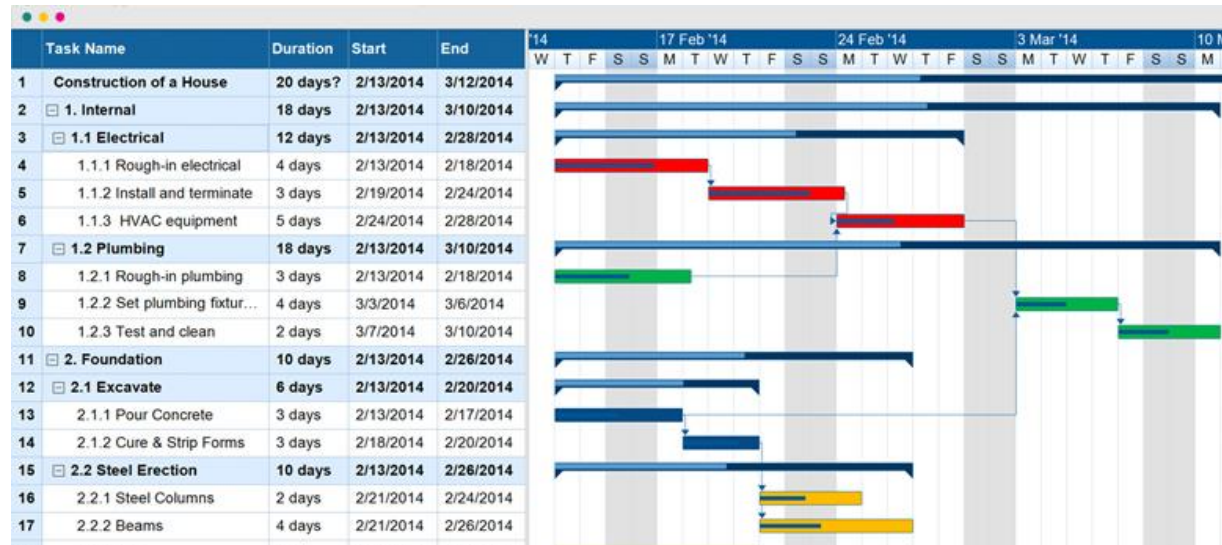 Task Name Duration Start End '14 17 Feb '14 24 Feb '14 3 Mar '14 10 M
W T F S S M T W T F S S M T W T F S S M T W T F S S M
1 Construction of a House 20 days? 2/13/2014 3/12/2014
2 1. Internal 18 days 2/13/2014 3/10/2014
3 1.1 Electrical 12 days 2/13/2014 2/28/2014
4 1.1.1 Rough-in electrical 4 days 2/13/2014 2/18/2014
5 1.1.2 Install and terminate 3 days 2/19/2014 2/24/2014
6 1.1.3 HVAC equipment 5 days 2/24/2014 2/28/2014
7 1.2 Plumbing 18 days 2/13/2014 3/10/2014
8 1.2.1 Rough-in plumbing 3 days 2/13/2014 2/18/2014
9 1.2.2 Set plumbing fixtur... 4 days 3/3/2014 3/6/2014
10 1.2.3 Test and clean 2 days 3/7/2014 3/10/2014
11 2. Foundation 10 days 2/13/2014 2/26/2014
12 2.1 Excavate 6 days 2/13/2014 2/20/2014
13 2.1.1 Pour Concrete 3 days 2/13/2014 2/17/2014
14 2.1.2 Cure & Strip Forms 3 days 2/18/2014 2/20/2014
15 2.2 Steel Erection 10 days 2/13/2014 2/26/2014
16 2.2.1 Steel Columns 2 days 2/21/2014 2/24/2014
17 2.2.2 Beams 4 days 2/21/2014 2/26/2014